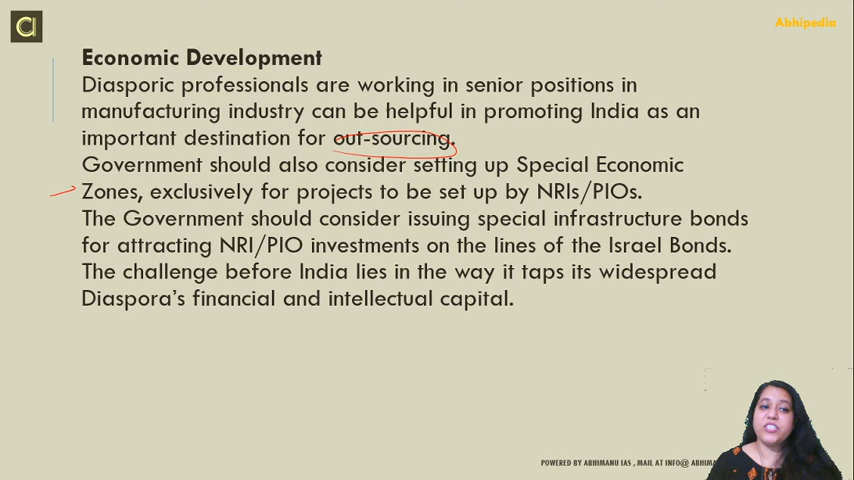 Abhipedia
Economic Development
Diasporic professionals are working in senior positions in
manufacturing industry can be helpful in promoting India as an
important destination for out-sourcing.
Government should also consider setting up Special Economic
Zones, exclusively for projects to be set up by NRIs/PIOs.
The Government should consider issuing special infrastructure bonds
for attracting NRI/PIO investments on the lines of the Israel Bonds.
The challenge before India lies in the way it taps its widespread
Diaspora's financial and intellectual capital.
POWERED BY ABHIMANU IAS , MAIL AT INFO@ ABHIMA